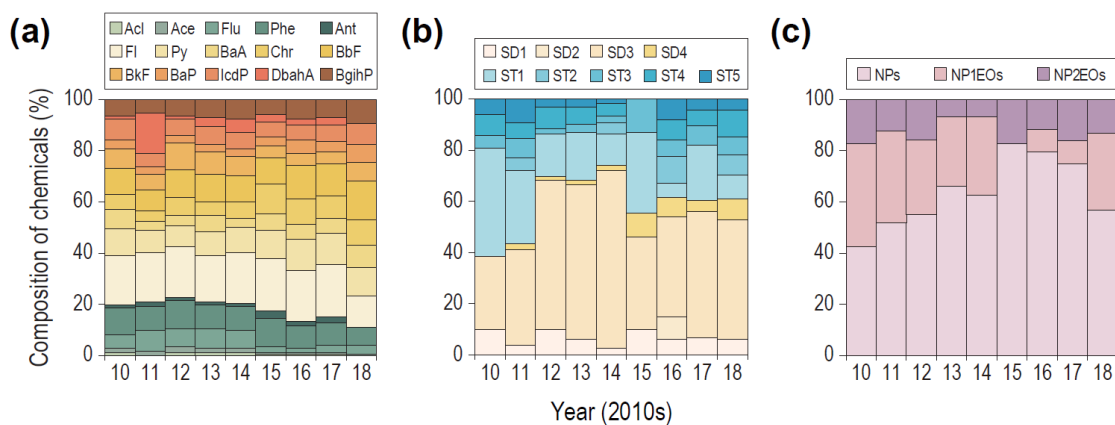 (a)
Acl Ace Flu Phe Ant
Fl Py BaA Chr BbF
BkF BaP IcdP DbahA BgihP
Composition of chemicals (%)
100
80
60
40
20
0
10 11 12 13 14 15 16 17 18
(b)
SD1 SD2 SD3 SD4
ST1 ST2 ST3 ST4 ST5
100
80
60
40
20
0
10 11 12 13 14 15 16 17 18
Year (2010s)
(c)
NPs NP1EOs NP2EOs
100
80
60
40
20
0
10 11 12 13 14 15 16 17 18